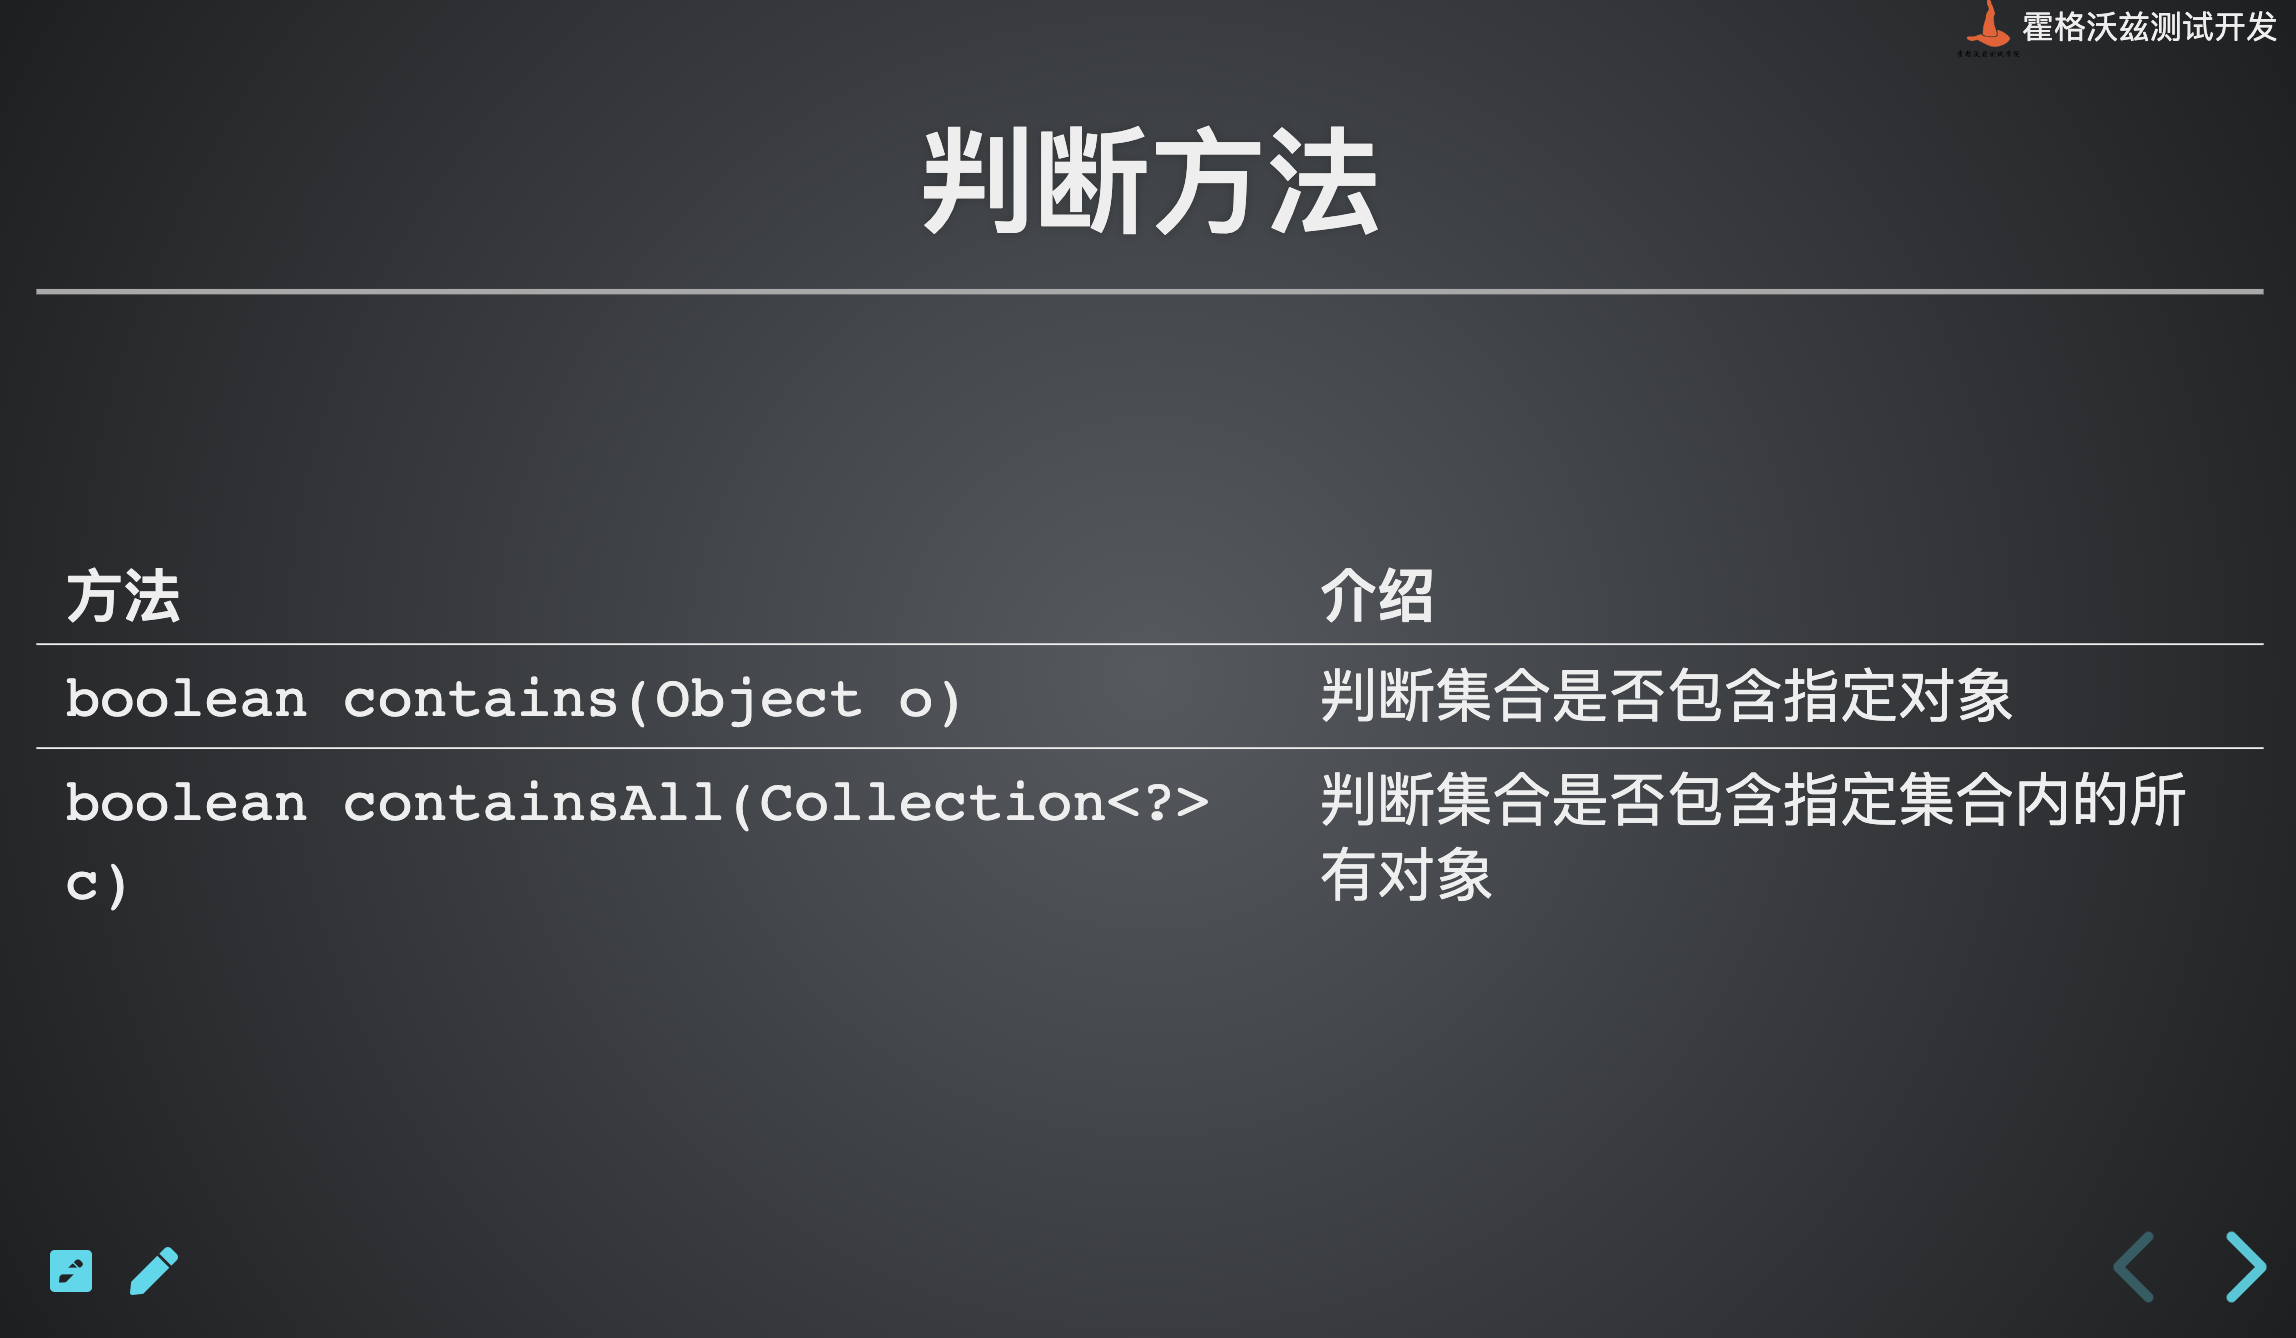 霍格沃兹测试开发
判断方法
方法 介绍
boolean contains(Object o) 判断集合是否包含指定对象
boolean containsAll(Collection<?> 判断集合是否包含指定集合内的所
c) 有对象